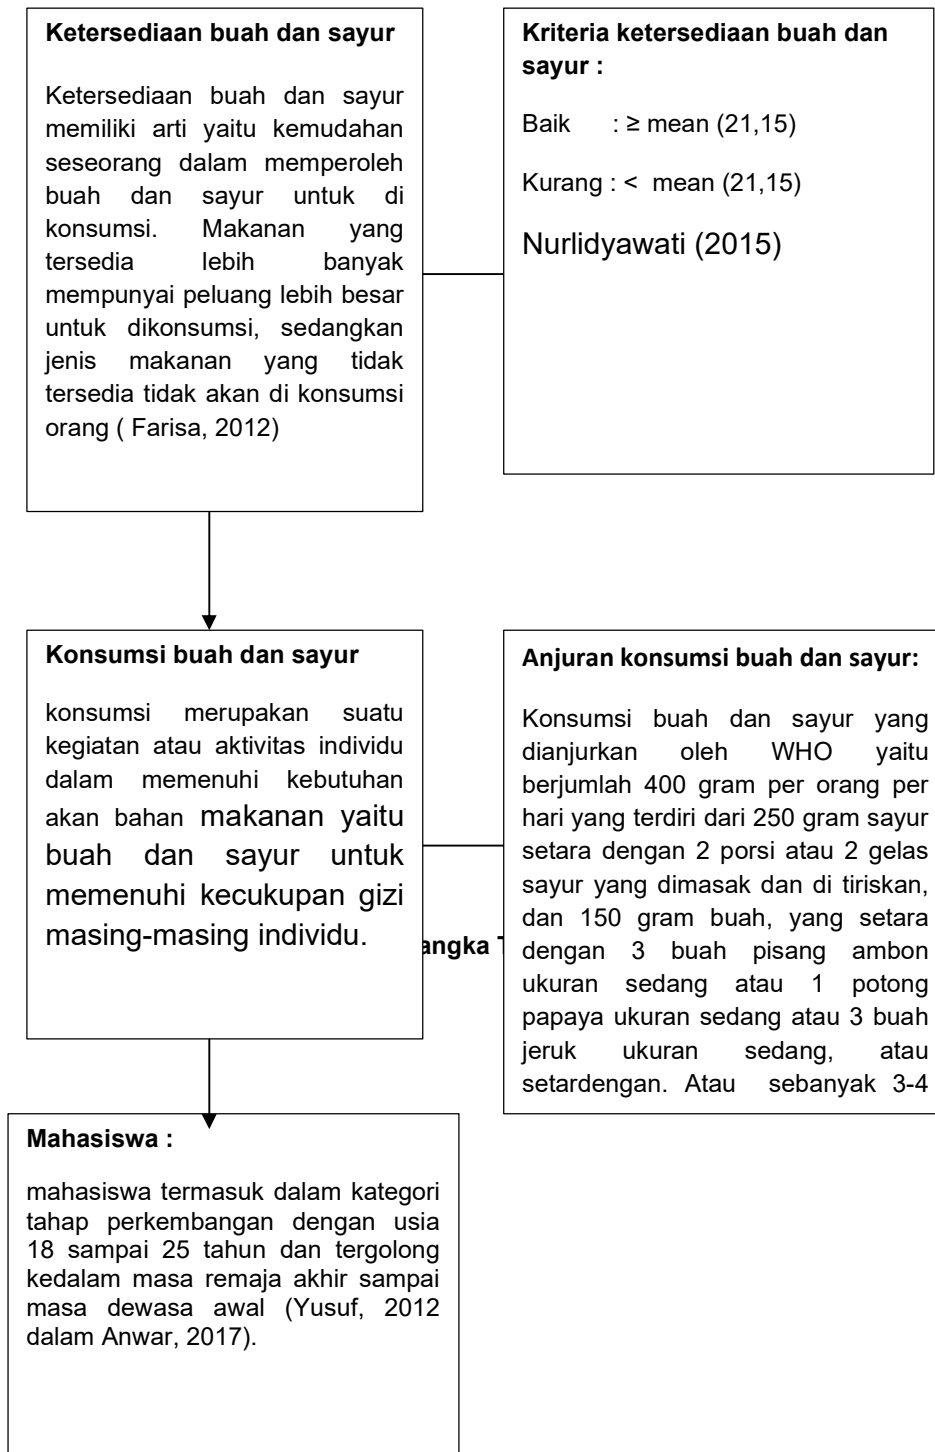 Ketersediaan buah dan sayur
Ketersediaan buah dan sayur
memiliki arti yaitu kemudahan
seseorang dalam memperoleh
buah dan sayur untuk di
konsumsi. Makanan yang
tersedia lebih banyak
mempunyai peluang lebih besar
untuk dikonsumsi, sedangkan
jenis makanan yang tidak
tersedia tidak akan di konsumsi
orang ( Farisa, 2012)
Kriteria ketersediaan buah dan
sayur :
Baik : ≥ mean (21,15)
Kurang : < mean (21,15)
Nurlidyawati (2015)
Konsumsi buah dan sayur
konsumsi merupakan suatu
kegiatan atau aktivitas individu
dalam memenuhi kebutuhan
akan bahan makanan yaitu
buah dan sayur untuk
memenuhi kecukupan gizi
masing-masing individu.
angka T
Anjuran konsumsi buah dan sayur:
Konsumsi buah dan sayur yang
dianjurkan oleh WHO yaitu
berjumlah 400 gram per orang per
hari yang terdiri dari 250 gram sayur
setara dengan 2 porsi atau 2 gelas
sayur yang dimasak dan di tiriskan,
dan 150 gram buah, yang setara
dengan 3 buah pisang ambon
ukuran sedang atau 1 potong
papaya ukuran sedang atau 3 buah
jeruk ukuran sedang, atau
setardengan. Atau sebanyak 3-4
Mahasiswa :
mahasiswa termasuk dalam kategori
tahap perkembangan dengan usia
18 sampai 25 tahun dan tergolong
kedalam masa remaja akhir sampai
masa dewasa awal (Yusuf, 2012
dalam Anwar, 2017).